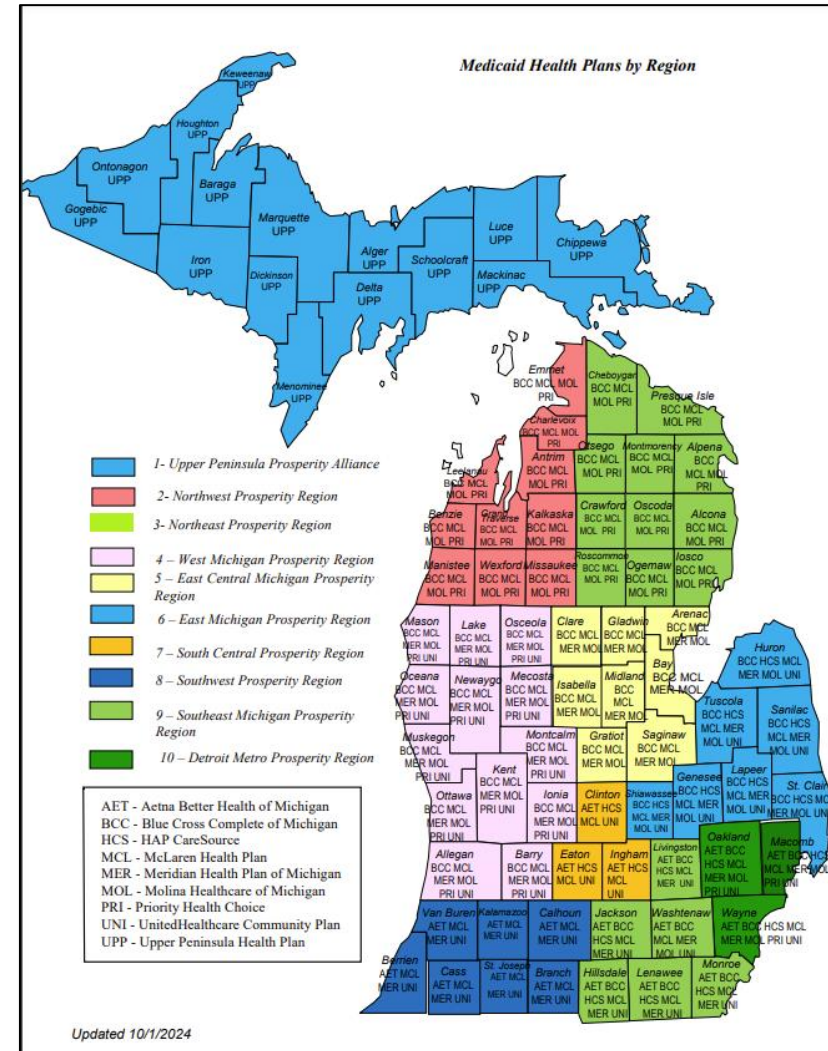 Medicaid Health Plans by Region
Keweenaw
UPP
Houghton
UPP
Ontonagon
UPP
Baraga
UPP
Gogebic
UPP
Marquette
UPP
Iron
UPP
Dickinson
UPP
Alger
UPP
Delta
UPP
Schoolcraft
UPP
Luce
UPP
Chippewa
UPP
Mackinac
UPP
Menominee
UPP
Emmet
BCC MCL MOL
PRI
Cheboygan
BCC MCL
MOL PRI
Presque Isle
BCC MCL
MOL PRI
Charlevoix
BCC MCL MOL
PRI
Leelanau
BCC MCL
MOL PRI
Antrim
BCC MCL
MOL PRI
Otsego
BCC MCL
MOL PRI
Montmorency
BCC MCL
MOL PRI
Alpena
BCC
MCL MOL
PRI
Benzie
BCC MCL
MOL PRI
Grand
Traverse
BCC MCL
MOL PRI
Kalkaska
BCC MCL
MOL PRI
Crawford
BCC MCL
MOL PRI
Oscoda
BCC MCL
MOL PRI
Alcona
BCC MCL
MOL PRI
Manistee
BCC MCL
MOL PRI
Wexford
BCC MCL
MOL PRI
Missaukee
BCC MCL
MOL PRI
Roscommon
BCC MCL
MOL PRI
Ogemaw
BCC MCL
MOL PRI
Iosco
BCC MCL
MOL PRI
Mason
BCC MCL
MER MOL
PRI UNI
Lake
BCC MCL
MER MOL
PRI UNI
Osceola
BCC MCL
MER MOL
PRI UNI
Clare
BCC MCL
MER MOL
Gladwin
BCC MCL
MER MOL
Arenac
BCC MCL
MER MOL
Oceana
BCC MCL
MER MOL
PRI UNI
Newaygo
BCC MCL
MER MOL
PRI UNI
Mecosta
BCC MCL
MER MOL
PRI UNI
Isabella
BCC MCL
MER MOL
Midland
BCC
MCL
MER MOL
Bay
BCC MCL
MER MOL
Huron
BCC HCS MCL
MER MOL UNI
Tuscola
BCC HCS
MCL MER
MOL UNI
Sanilac
BCC HCS
MCL MER
MOL UNI
Muskegon
BCC MCL
MER MOL
PRI UNI
Montcalm
BCC MCL
MER MOL
PRI UNI
Gratiot
BCC MCL
MER MOL
Saginaw
BCC MCL
MER MOL
Kent
BCC MCL
MER MOL
PRI UNI
Ottawa
BCC MCL
MER MOL
PRI UNI
Ionia
BCC MCL
MER MOL
PRI UNI
Clinton
AET HCS
MCL UNI
Shiawassee
BCC HCS
MCL MER
MOL UNI
Genesee
BCC HCS
MCL MER
MOL UNI
Lapeer
BCC HCS
MCL MER
MOL UNI
St. Clair
BCC HCS MCL
MER MOL UNI
Allegan
BCC MCL
MER MOL
PRI UNI
Barry
BCC MCL
MER MOL
PRI UNI
Eaton
AET HCS
MCL UNI
Ingham
AET HCS
MCL
UNI
Livingston
AET BCC
HCS MCL
MER UNI
Oakland
AET BCC
HCS MCL
MER MOL
PRI UNI
Macomb
AET BCC HCS
MCL MER MOL
PRI UNI
Van Buren
AET MCL
MER UNI
Kalamazoo
AET MCL
MER UNI
Calhoun
AET MCL
MER UNI
Jackson
AET BCC
HCS MCL
MER UNI
Washtenaw
AET BCC
MCL MER
MOL UNI
Wayne
AET BCC HCS MCL
MER MOL PRI UNI
Berrien
AET MCL
MER UNI
Cass
AET MCL
MER UNI
St. Joseph
AET MCL
MER UNI
Branch
AET MCL
MER UNI
Hillsdale
AET BCC
HCS MCL
MER UNI
Lenawee
AET BCC
HCS MCL
MER UNI
Monroe
AET BCC
HCS MCL
MER UNI
1- Upper Peninsula Prosperity Alliance
2- Northwest Prosperity Region
3- Northeast Prosperity Region
4 – West Michigan Prosperity Region
5 – East Central Michigan Prosperity
Region
6 – East Michigan Prosperity Region
7 – South Central Prosperity Region
8 – Southwest Prosperity Region
9 – Southeast Michigan Prosperity
Region
10 – Detroit Metro Prosperity Region
AET - Aetna Better Health of Michigan
BCC - Blue Cross Complete of Michigan
HCS - HAP CareSource
MCL - McLaren Health Plan
MER - Meridian Health Plan of Michigan
MOL - Molina Healthcare of Michigan
PRI - Priority Health Choice
UNI - UnitedHealthcare Community Plan
UPP - Upper Peninsula Health Plan
Updated 10/1/2024